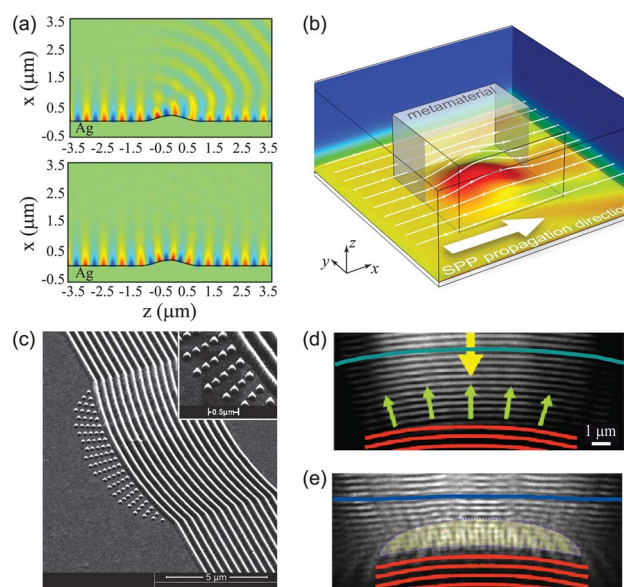 (a)
3.5
2.5
1.5
0.5
-0.5
x (μm)
Ag
-3.5 -2.5 -1.5 -0.5 0.5 1.5 2.5 3.5
3.5
2.5
1.5
0.5
-0.5
x (μm)
Ag
-3.5 -2.5 -1.5 -0.5 0.5 1.5 2.5 3.5
z (μm)
(b)
metamaterial
SPP propagation direction
z
y
x
(c)
0.5μm
5 μm
(d)
1 μm
(e)